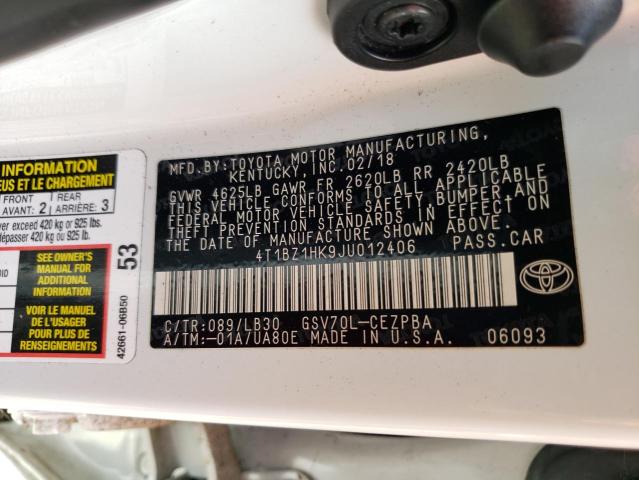 INFORMATION
EUS ET LE CHARGEMENT
FRONT
AVANT: 2
REAR
ARRIÈRE: 3
ver exceed 420 kg or 925 lbs.
dépasser 420 kg ou 925 lb.
SEE OWNER'S
MANUAL FOR
ADDITIONAL
INFORMATION
VOIR LE MANUEL
DE L'USAGER
POUR PLUS DE
RENSEIGNEMENTS
53
42661-06B50
MFD.BY:TOYOTA MOTOR MANUFACTURING,
KENTUCKY, INC.02/18
GVWR 4625LB GAWR FR 2620LB RR 2420LB
THIS VEHICLE CONFORMS TO ALL APPLICABLE
FEDERAL MOTOR VEHICLE SAFETY, BUMPER, AND
THEFT PREVENTION STANDARDS IN EFFECT ON
THE DATE OF MANUFACTURE SHOWN ABOVE.
4T1BZ1HK9JU012406 PASS.CAR
C/TR:089/LB30 GSV70L-CEZPBA
A/TM:-01A/UA80E MADE IN U.S.A. 06093
TOYOTA